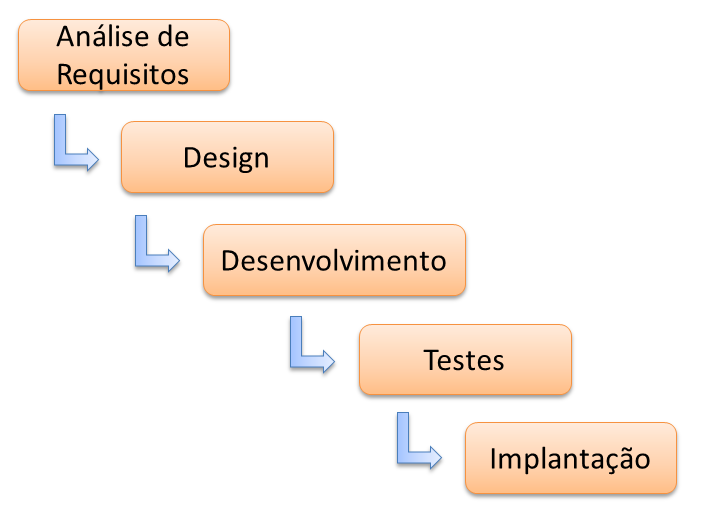 Análise de
Requisitos
Design
Desenvolvimento
Testes
Implantação